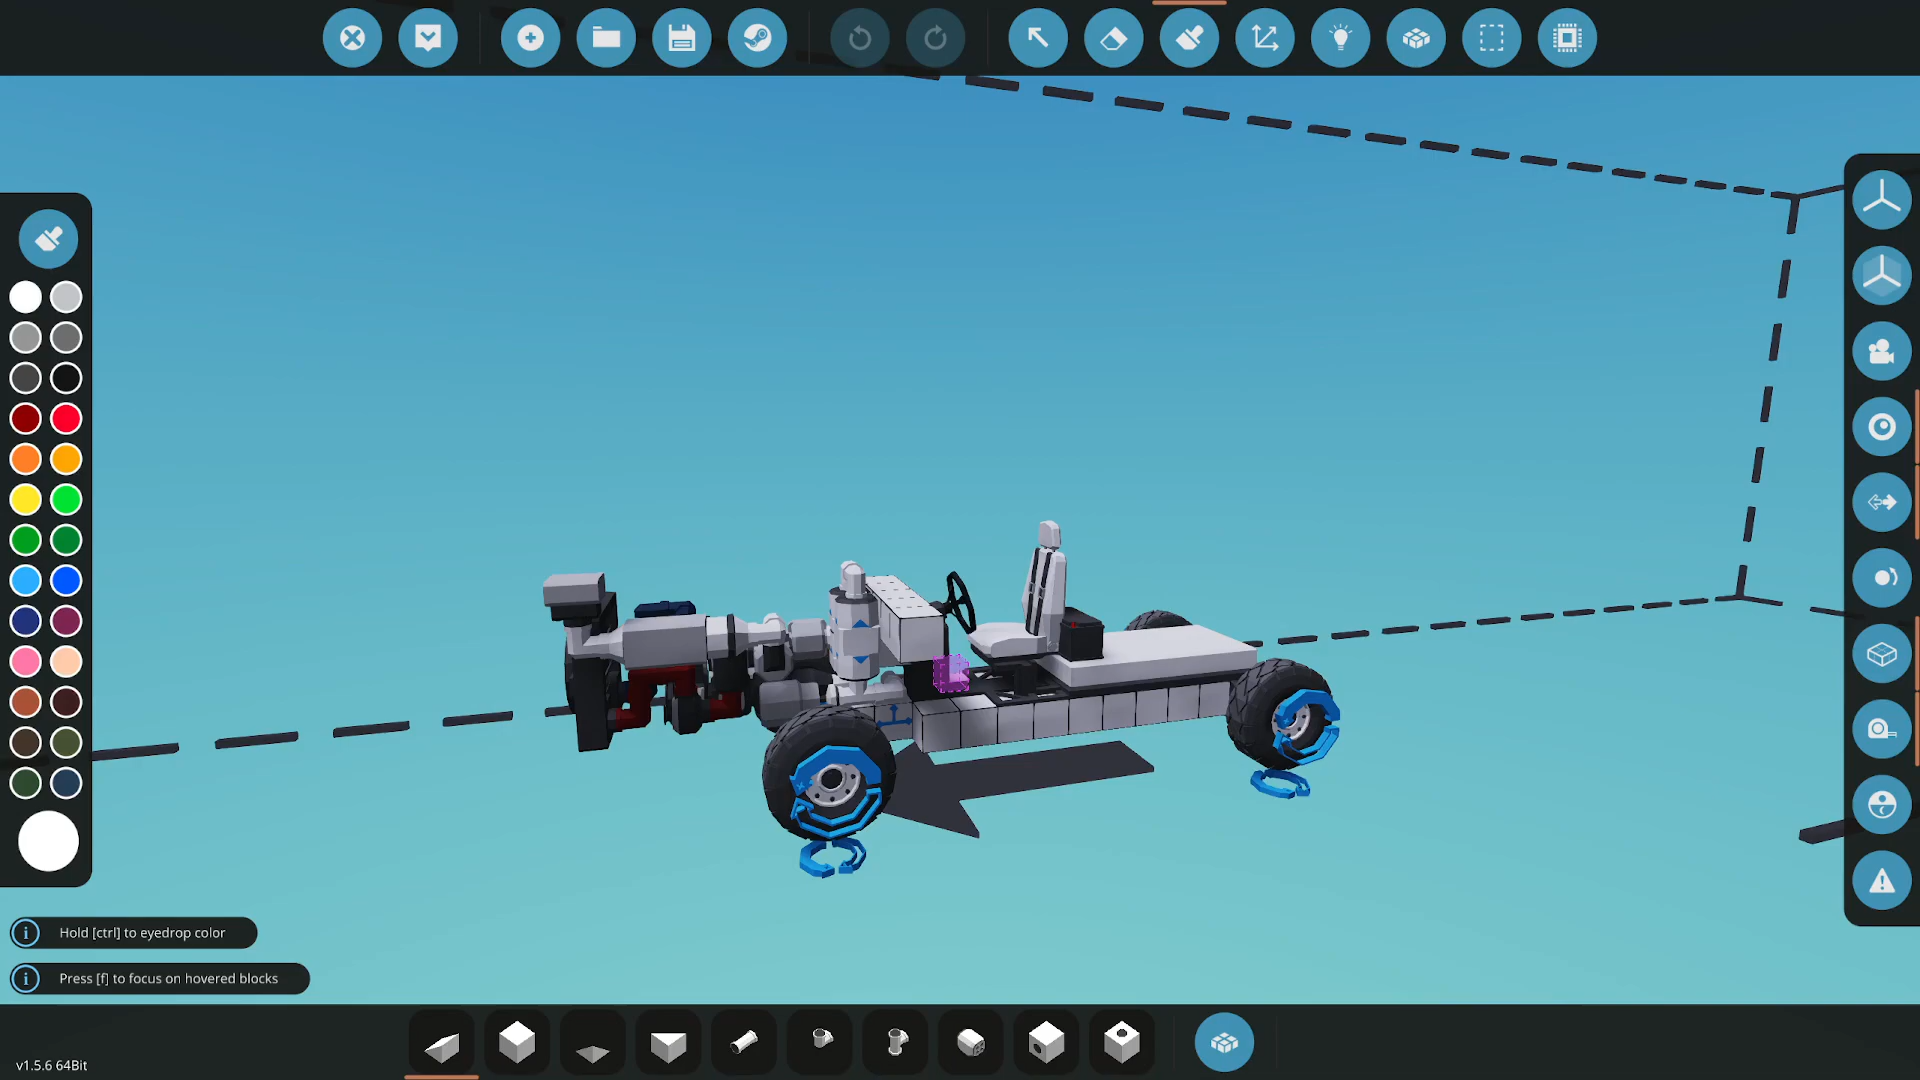 Hold [ctrl] to eyedrop color
Press [f] to focus on hovered blocks
v1.5.6 64Bit